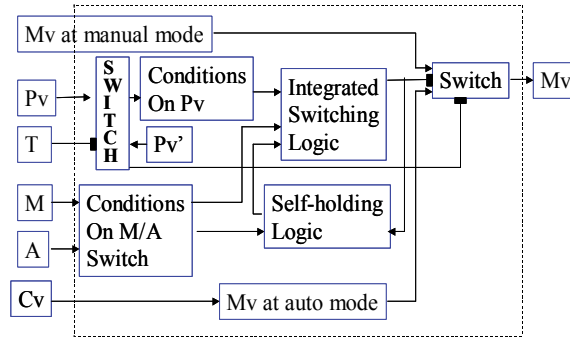 Mv at manual mode
SWITCH
Conditions
On Pv
Integrated
Switching
Logic
Switch
Mv
Pv
T
Pv'
M
A
Conditions
On M/A
Switch
Self-holding
Logic
Cv
Mv at auto mode